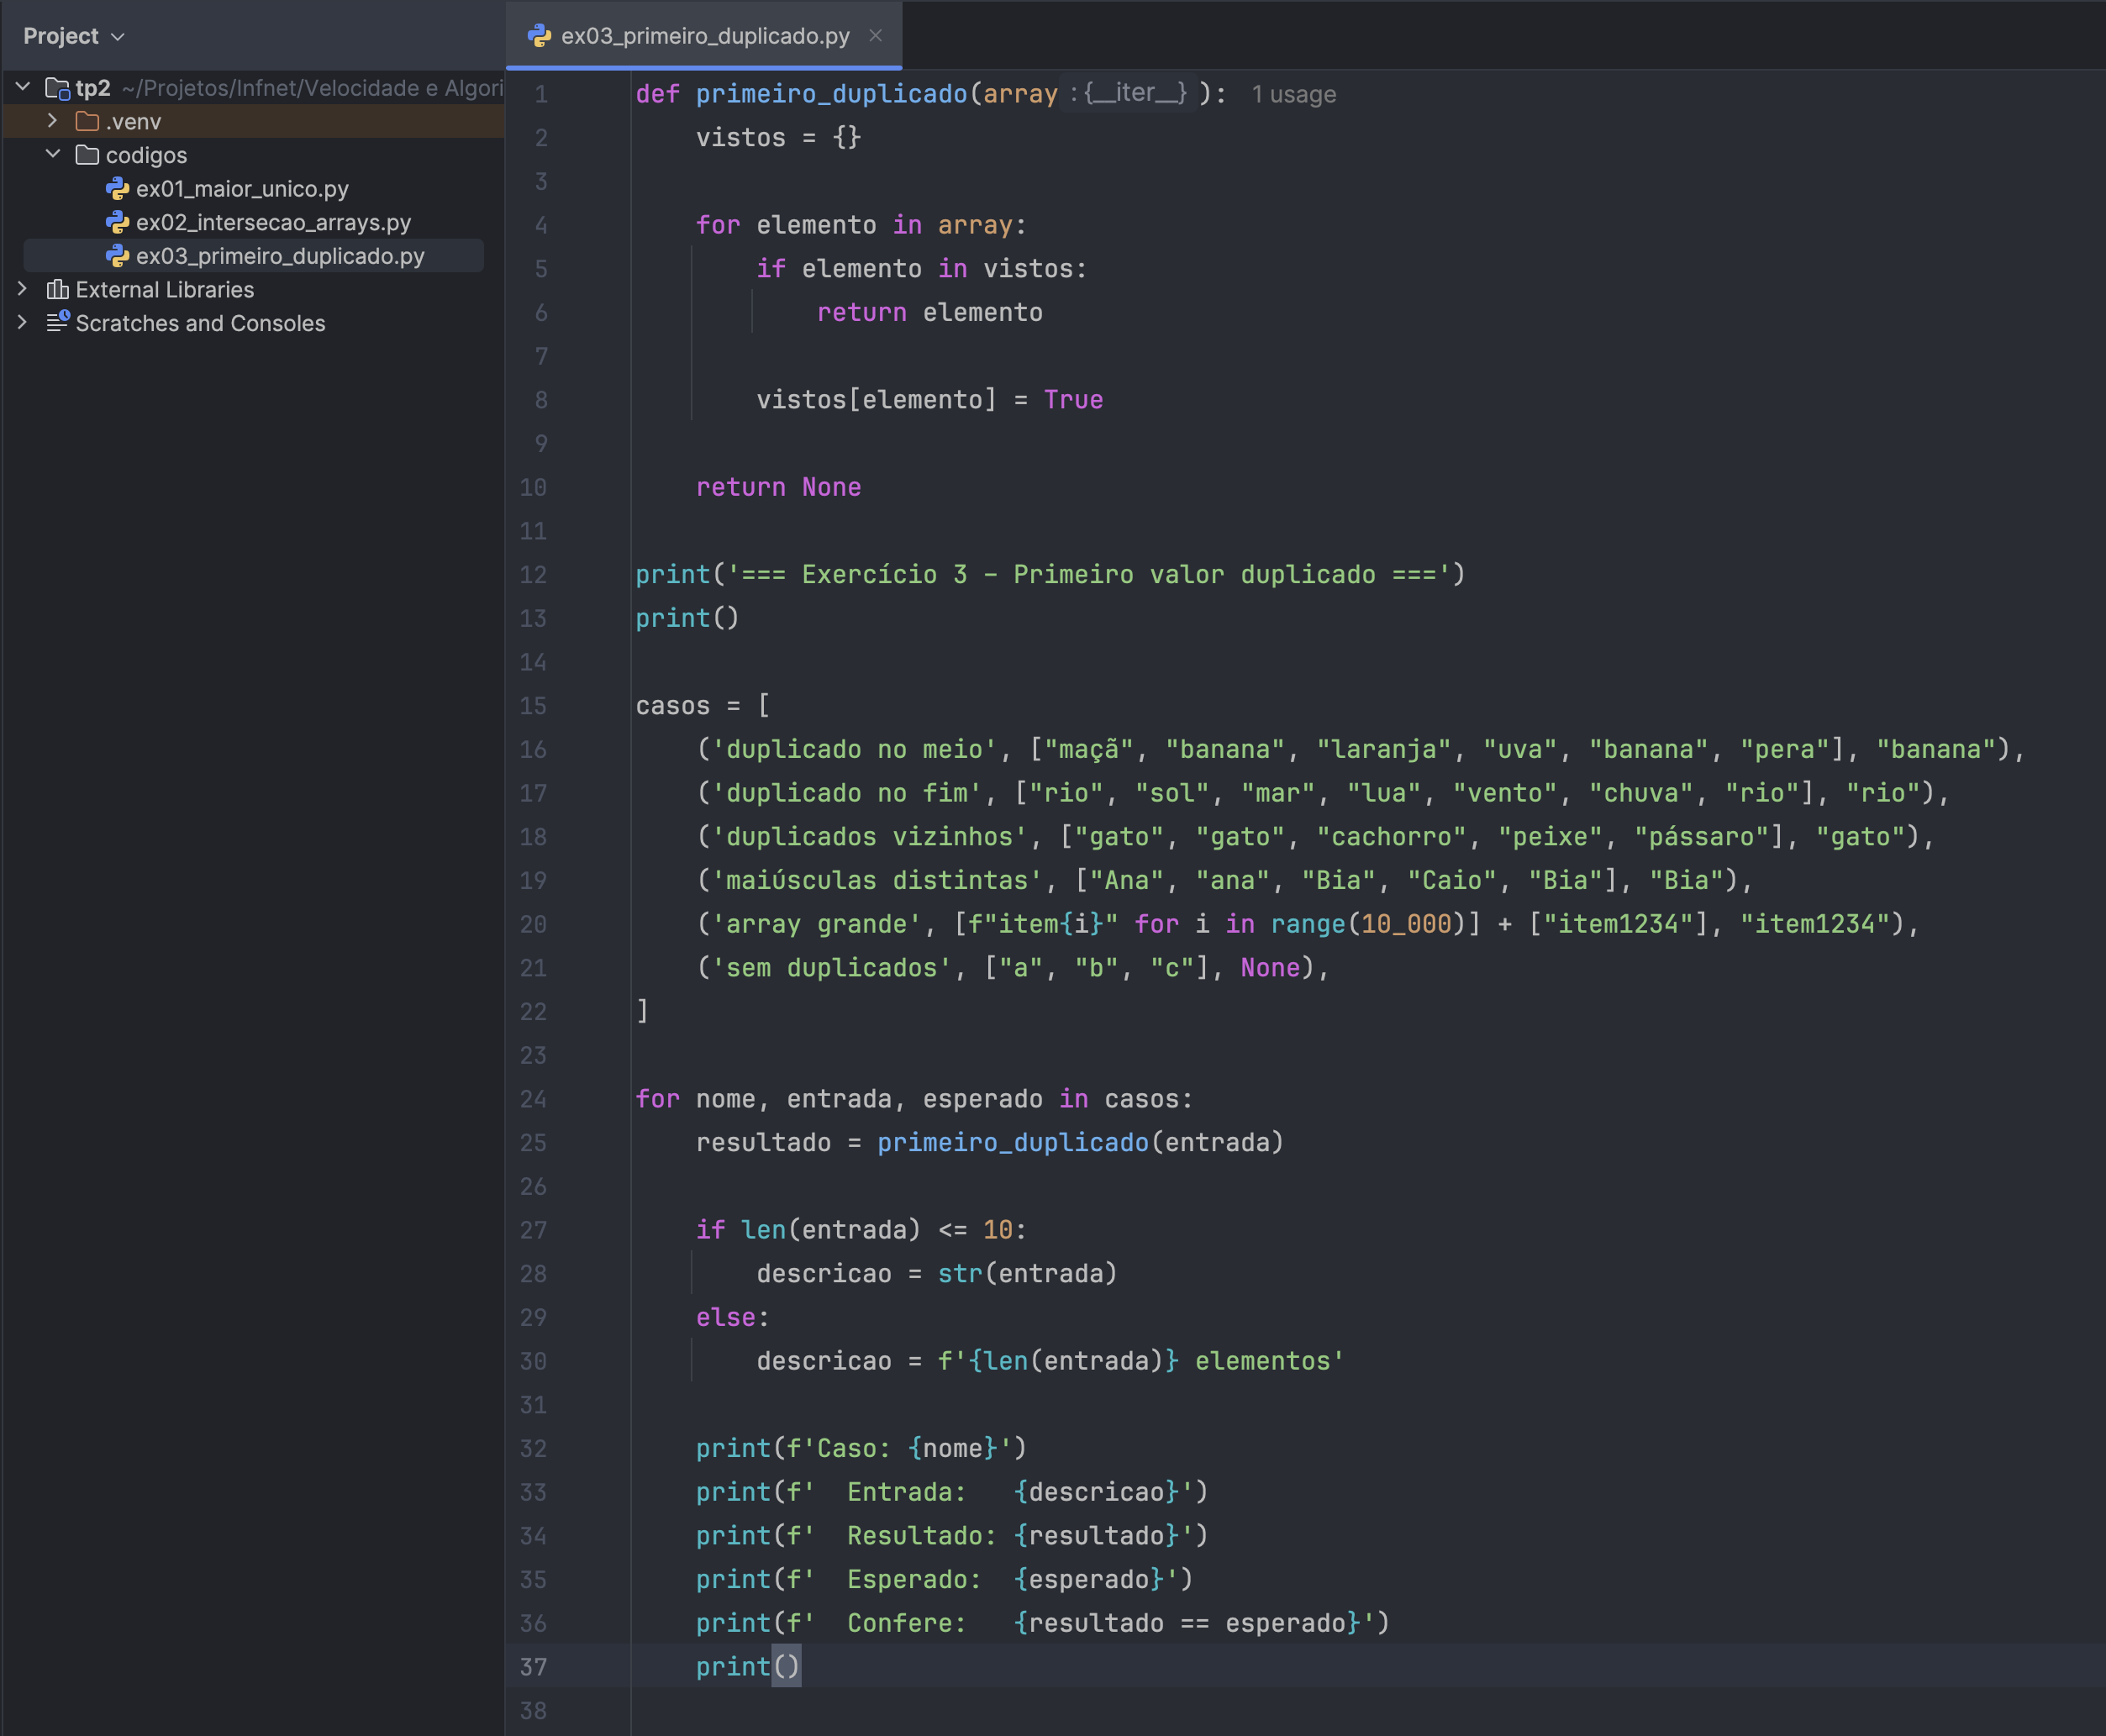 Project
tp2 ~/Projetos/Infnet/Velocidade e Algori
.venv
codigos
ex01_maior_unico.py
ex02_intersecao_arrays.py
ex03_primeiro_duplicado.py
External Libraries
Scratches and Consoles
ex03_primeiro_duplicado.py
1 def primeiro_duplicado(array :{__iter__} ): 1 usage
2     vistos = {}
3
4     for elemento in array:
5         if elemento in vistos:
6             return elemento
7
8         vistos[elemento] = True
9
10     return None
11
12 print('=== Exercício 3 - Primeiro valor duplicado ===')
13 print()
14
15 casos = [
16     ('duplicado no meio', ["maçã", "banana", "laranja", "uva", "banana", "pera"], "banana"),
17     ('duplicado no fim', ["rio", "sol", "mar", "lua", "vento", "chuva", "rio"], "rio"),
18     ('duplicados vizinhos', ["gato", "gato", "cachorro", "peixe", "pássaro"], "gato"),
19     ('maiúsculas distintas', ["Ana", "ana", "Bia", "Caio", "Bia"], "Bia"),
20     ('array grande', [f"item{i}" for i in range(10_000)] + ["item1234"], "item1234"),
21     ('sem duplicados', ["a", "b", "c"], None),
22 ]
23
24 for nome, entrada, esperado in casos:
25     resultado = primeiro_duplicado(entrada)
26
27     if len(entrada) <= 10:
28         descricao = str(entrada)
29     else:
30         descricao = f'{len(entrada)} elementos'
31
32     print(f'Caso: {nome}')
33     print(f'  Entrada:   {descricao}')
34     print(f'  Resultado: {resultado}')
35     print(f'  Esperado:  {esperado}')
36     print(f'  Confere:   {resultado == esperado}')
37     print()
38